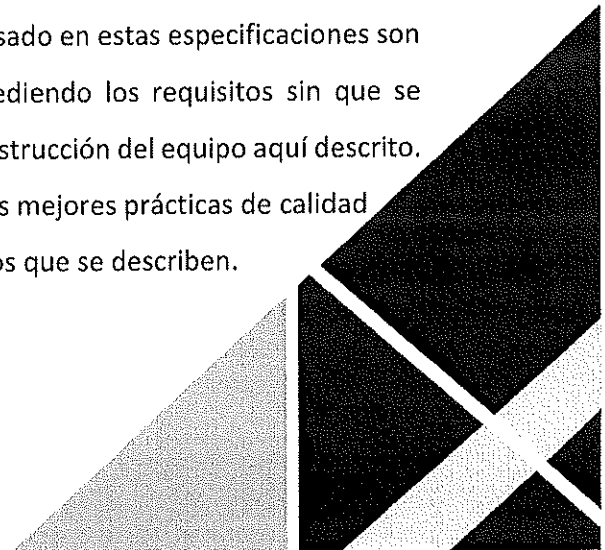 sado en estas especificaciones son
ediendo los requisitos sin que se
strucción del equipo aquí descrito.
s mejores prácticas de calidad
os que se describen.